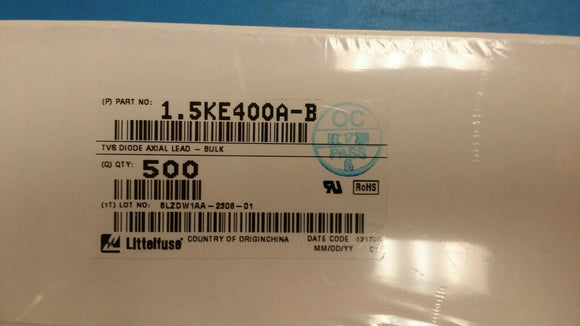 (P) PART NO: 1.5KE400A-B
TVS DIODE AXIAL LEAD - BULK
QC
PASS
(Q) QTY: 500
RU
RoHS
(1T) LOT NO: 8LZDW1AA-2306-01
Littelfuse COUNTRY OF ORIGINCHINA DATE CODE
MM/DD/YY